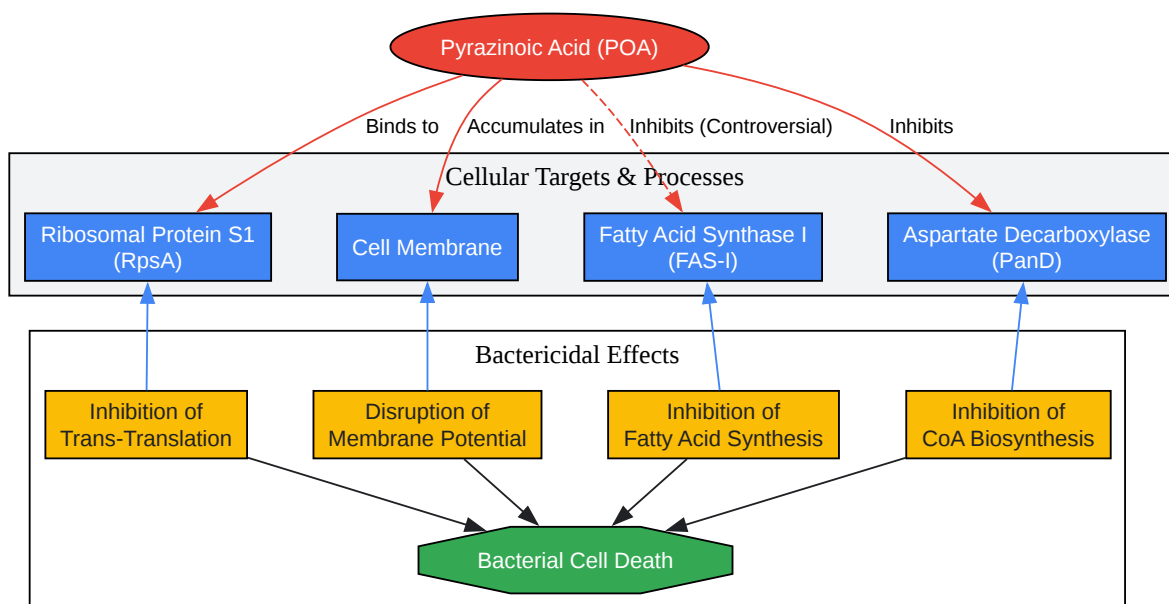 Pyrazinoic Acid (POA)
Binds to
Accumulates in
Inhibits (Controversial)
Inhibits
Cellular Targets & Processes
Ribosomal Protein S1
(RpsA)
Cell Membrane
Fatty Acid Synthase I
(FAS-I)
Aspartate Decarboxylase
(PanD)
Bactericidal Effects
Inhibition of
Trans-Translation
Disruption of
Membrane Potential
Inhibition of
Fatty Acid Synthesis
Inhibition of
CoA Biosynthesis
Bacterial Cell Death